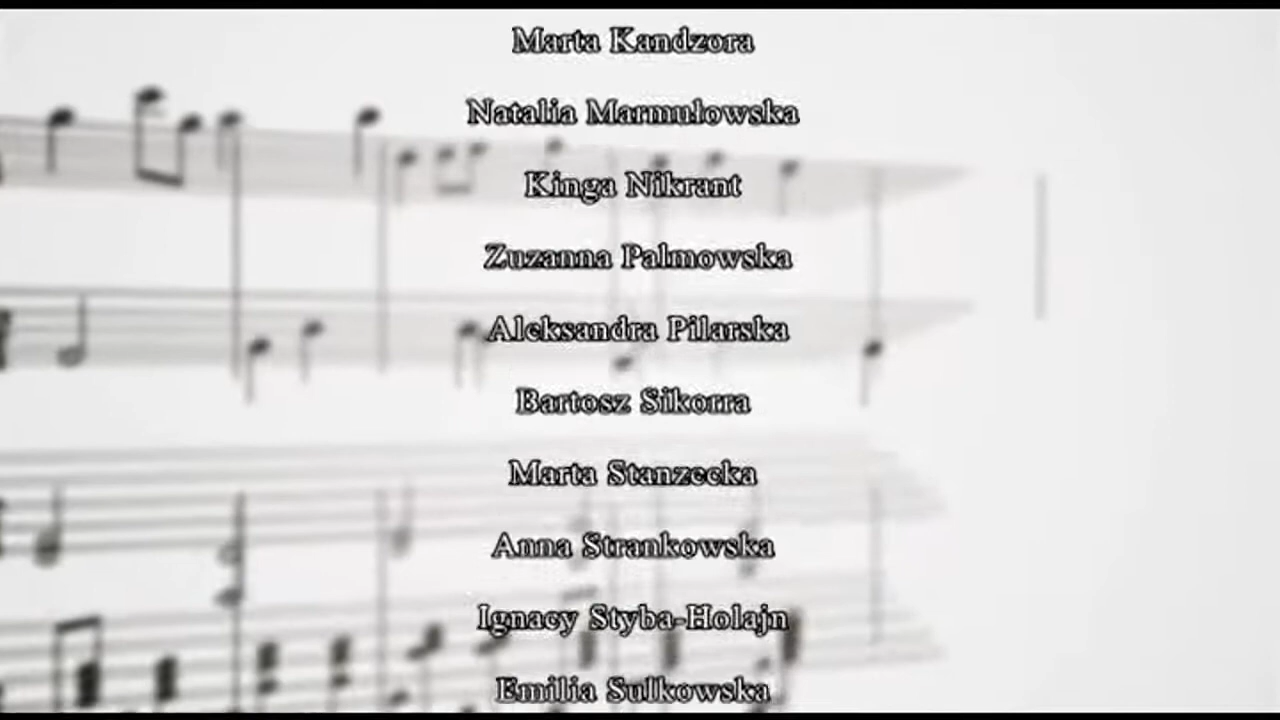 Marta Kandzora
Natalia Marmułowska
Kinga Nikrant
Zuzanna Palmowska
Aleksandra Pilarska
Bartosz Sikorra
Marta Stanzecka
Anna Strankowska
Ignacy Styba-Holajn
Emilia Sulkowska